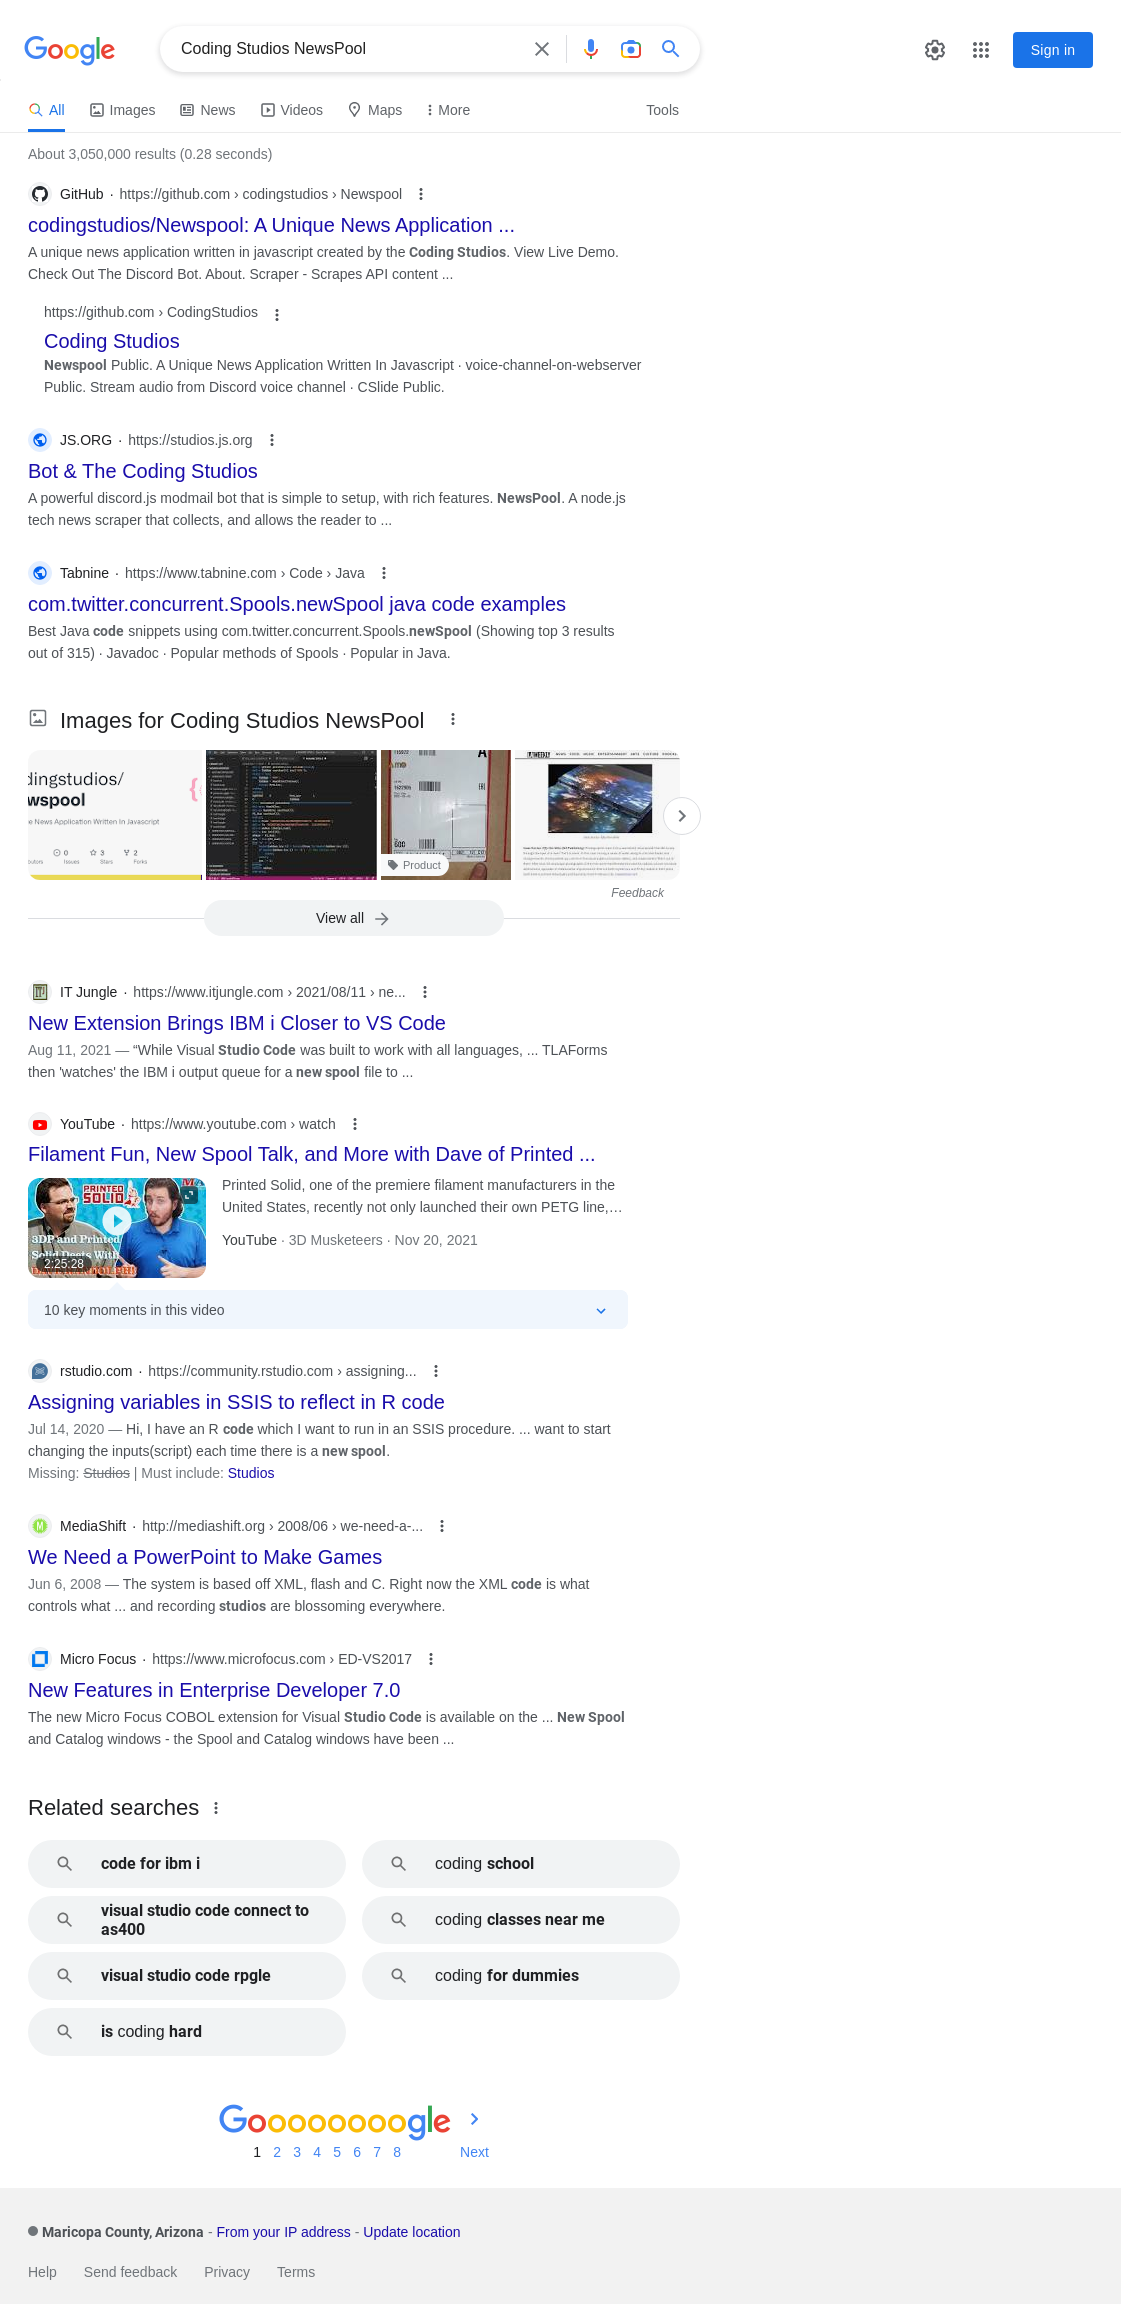 Google
Coding Studios NewsPool
Sign in
All
Images
News
Videos
Maps
More
Tools
About 3,050,000 results (0.28 seconds)
GitHub · https://github.com › codingstudios › Newspool
codingstudios/Newspool: A Unique News Application ...
A unique news application written in javascript created by the Coding Studios. View Live Demo.
Check Out The Discord Bot. About. Scraper - Scrapes API content ...
https://github.com › CodingStudios
Coding Studios
Newspool Public. A Unique News Application Written In Javascript · voice-channel-on-webserver
Public. Stream audio from Discord voice channel · CSlide Public.
JS.ORG · https://studios.js.org
Bot & The Coding Studios
A powerful discord.js modmail bot that is simple to setup, with rich features. NewsPool. A node.js
tech news scraper that collects, and allows the reader to ...
Tabnine · https://www.tabnine.com › Code › Java
com.twitter.concurrent.Spools.newSpool java code examples
Best Java code snippets using com.twitter.concurrent.Spools.newSpool (Showing top 3 results
out of 315) · Javadoc · Popular methods of Spools · Popular in Java.
Images for Coding Studios NewsPool
dingstudios/
wspool
e News Application Written In Javascript
0
3
2
butors
Issues
Stars
Forks
Product
Feedback
View all
IT Jungle · https://www.itjungle.com › 2021/08/11 › ne...
New Extension Brings IBM i Closer to VS Code
Aug 11, 2021 — “While Visual Studio Code was built to work with all languages, ... TLAForms
then 'watches' the IBM i output queue for a new spool file to ...
YouTube · https://www.youtube.com › watch
Filament Fun, New Spool Talk, and More with Dave of Printed ...
PRINTED
SOLID
3DP and Printed
Solid Deets With
2:25:28
Printed Solid, one of the premiere filament manufacturers in the
United States, recently not only launched their own PETG line,…
YouTube · 3D Musketeers · Nov 20, 2021
10 key moments in this video
rstudio.com · https://community.rstudio.com › assigning...
Assigning variables in SSIS to reflect in R code
Jul 14, 2020 — Hi, I have an R code which I want to run in an SSIS procedure. ... want to start
changing the inputs(script) each time there is a new spool.
Missing: Studios | Must include: Studios
MediaShift · http://mediashift.org › 2008/06 › we-need-a-...
We Need a PowerPoint to Make Games
Jun 6, 2008 — The system is based off XML, flash and C. Right now the XML code is what
controls what ... and recording studios are blossoming everywhere.
Micro Focus · https://www.microfocus.com › ED-VS2017
New Features in Enterprise Developer 7.0
The new Micro Focus COBOL extension for Visual Studio Code is available on the ... New Spool
and Catalog windows - the Spool and Catalog windows have been ...
Related searches
code for ibm i
coding school
visual studio code connect to
as400
coding classes near me
visual studio code rpgle
coding for dummies
is coding hard
Goooooooogle
1 2 3 4 5 6 7 8 Next
Maricopa County, Arizona - From your IP address - Update location
Help
Send feedback
Privacy
Terms